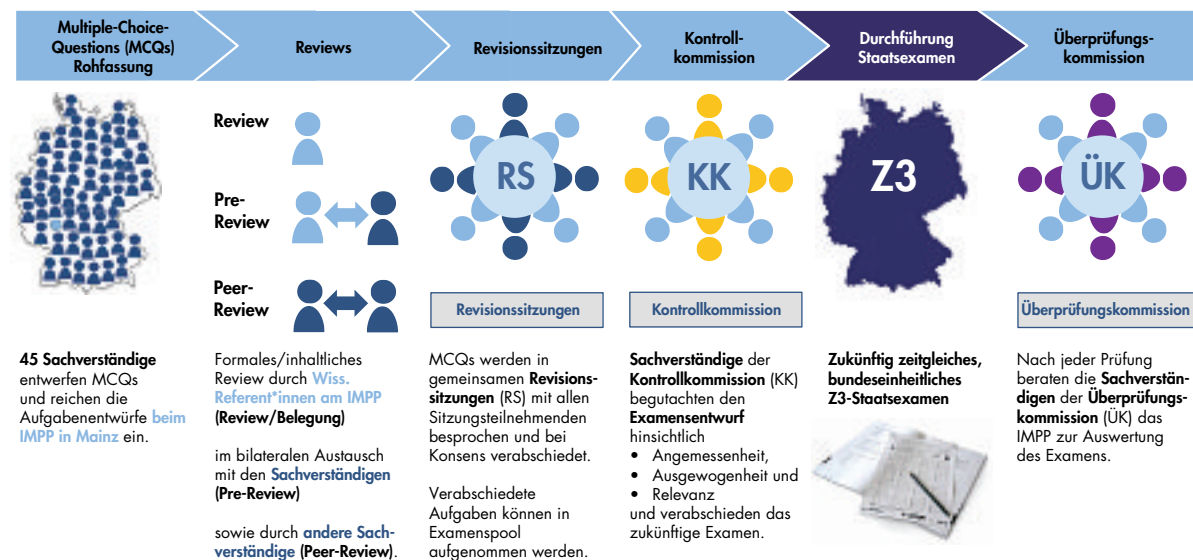 Multiple-Choice-
Questions (MCQs)
Rohfassung
Reviews
Revisionssitzungen
Kontroll-
kommission
Durchführung
Staatsexamen
Überprüfungs-
kommission
Review
Pre-
Review
Peer-
Review
RS
KK
Z3
ÜK
Revisionssitzungen
Kontrollkommission
Überprüfungskommission
45 Sachverständige
entwerfen MCQs
und reichen die
Aufgabenentwürfe beim
IMPP in Mainz ein.
Formales/inhaltliches
Review durch Wiss.
Referent*innen am IMPP
(Review/Belegung)
im bilateralen Austausch
mit den Sachverständigen
(Pre-Review)
sowie durch andere Sach-
verständige (Peer-Review).
MCQs werden in
gemeinsamen Revisions-
sitzungen (RS) mit allen
Sitzungsteilnehmenden
besprochen und bei
Konsens verabschiedet.
Verabschiedete
Aufgaben können in
Examenspool
aufgenommen werden.
Sachverständige der
Kontrollkommission (KK)
begutachten den
Examensentwurf
hinsichtlich
• Angemessenheit,
• Ausgewogenheit und
• Relevanz
und verabschieden das
zukünftige Examen.
Zukünftig zeitgleiches,
bundeseinheitliches
Z3-Staatsexamen
Nach jeder Prüfung
beraten die Sachverstän-
digen der Überprüfungs-
kommission (ÜK) das
IMPP zur Auswertung
des Examens.